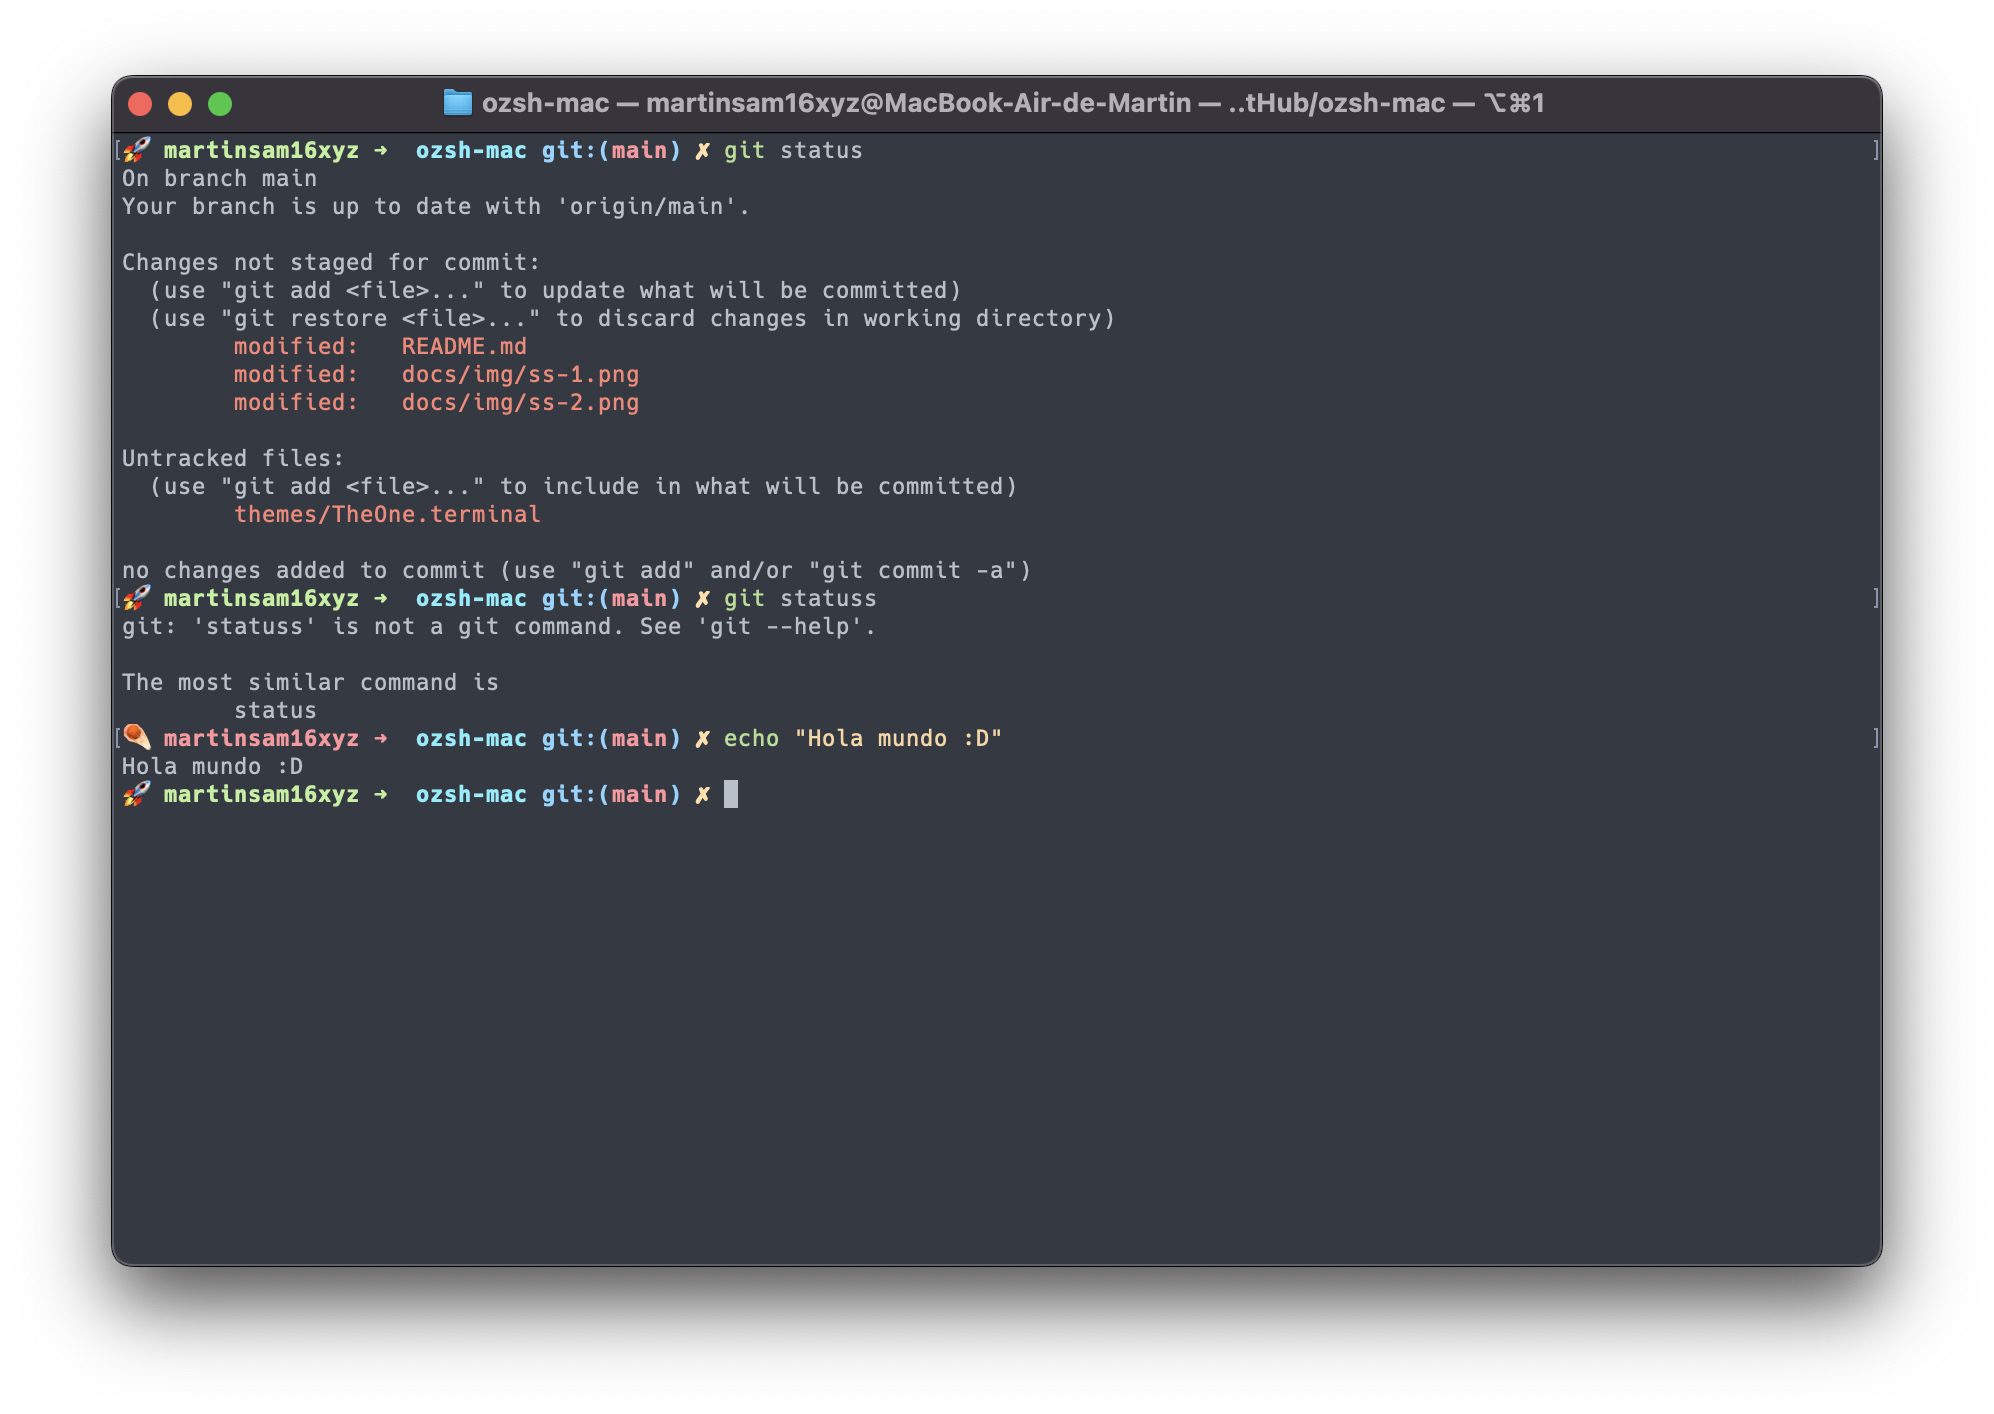 ozsh-mac — martinsam16xyz@MacBook-Air-de-Martin — ..tHub/ozsh-mac — ⌥⌘1
[🚀 martinsam16xyz ➜  ozsh-mac git:(main) ✗ git status ]
On branch main
Your branch is up to date with 'origin/main'.
Changes not staged for commit:
  (use "git add <file>..." to update what will be committed)
  (use "git restore <file>..." to discard changes in working directory)
        modified:   README.md
        modified:   docs/img/ss-1.png
        modified:   docs/img/ss-2.png
Untracked files:
  (use "git add <file>..." to include in what will be committed)
        themes/TheOne.terminal
no changes added to commit (use "git add" and/or "git commit -a")
[🚀 martinsam16xyz ➜  ozsh-mac git:(main) ✗ git statuss ]
git: 'statuss' is not a git command. See 'git --help'.
The most similar command is
        status
[☄️ martinsam16xyz ➜  ozsh-mac git:(main) ✗ echo "Hola mundo :D" ]
Hola mundo :D
🚀 martinsam16xyz ➜  ozsh-mac git:(main) ✗